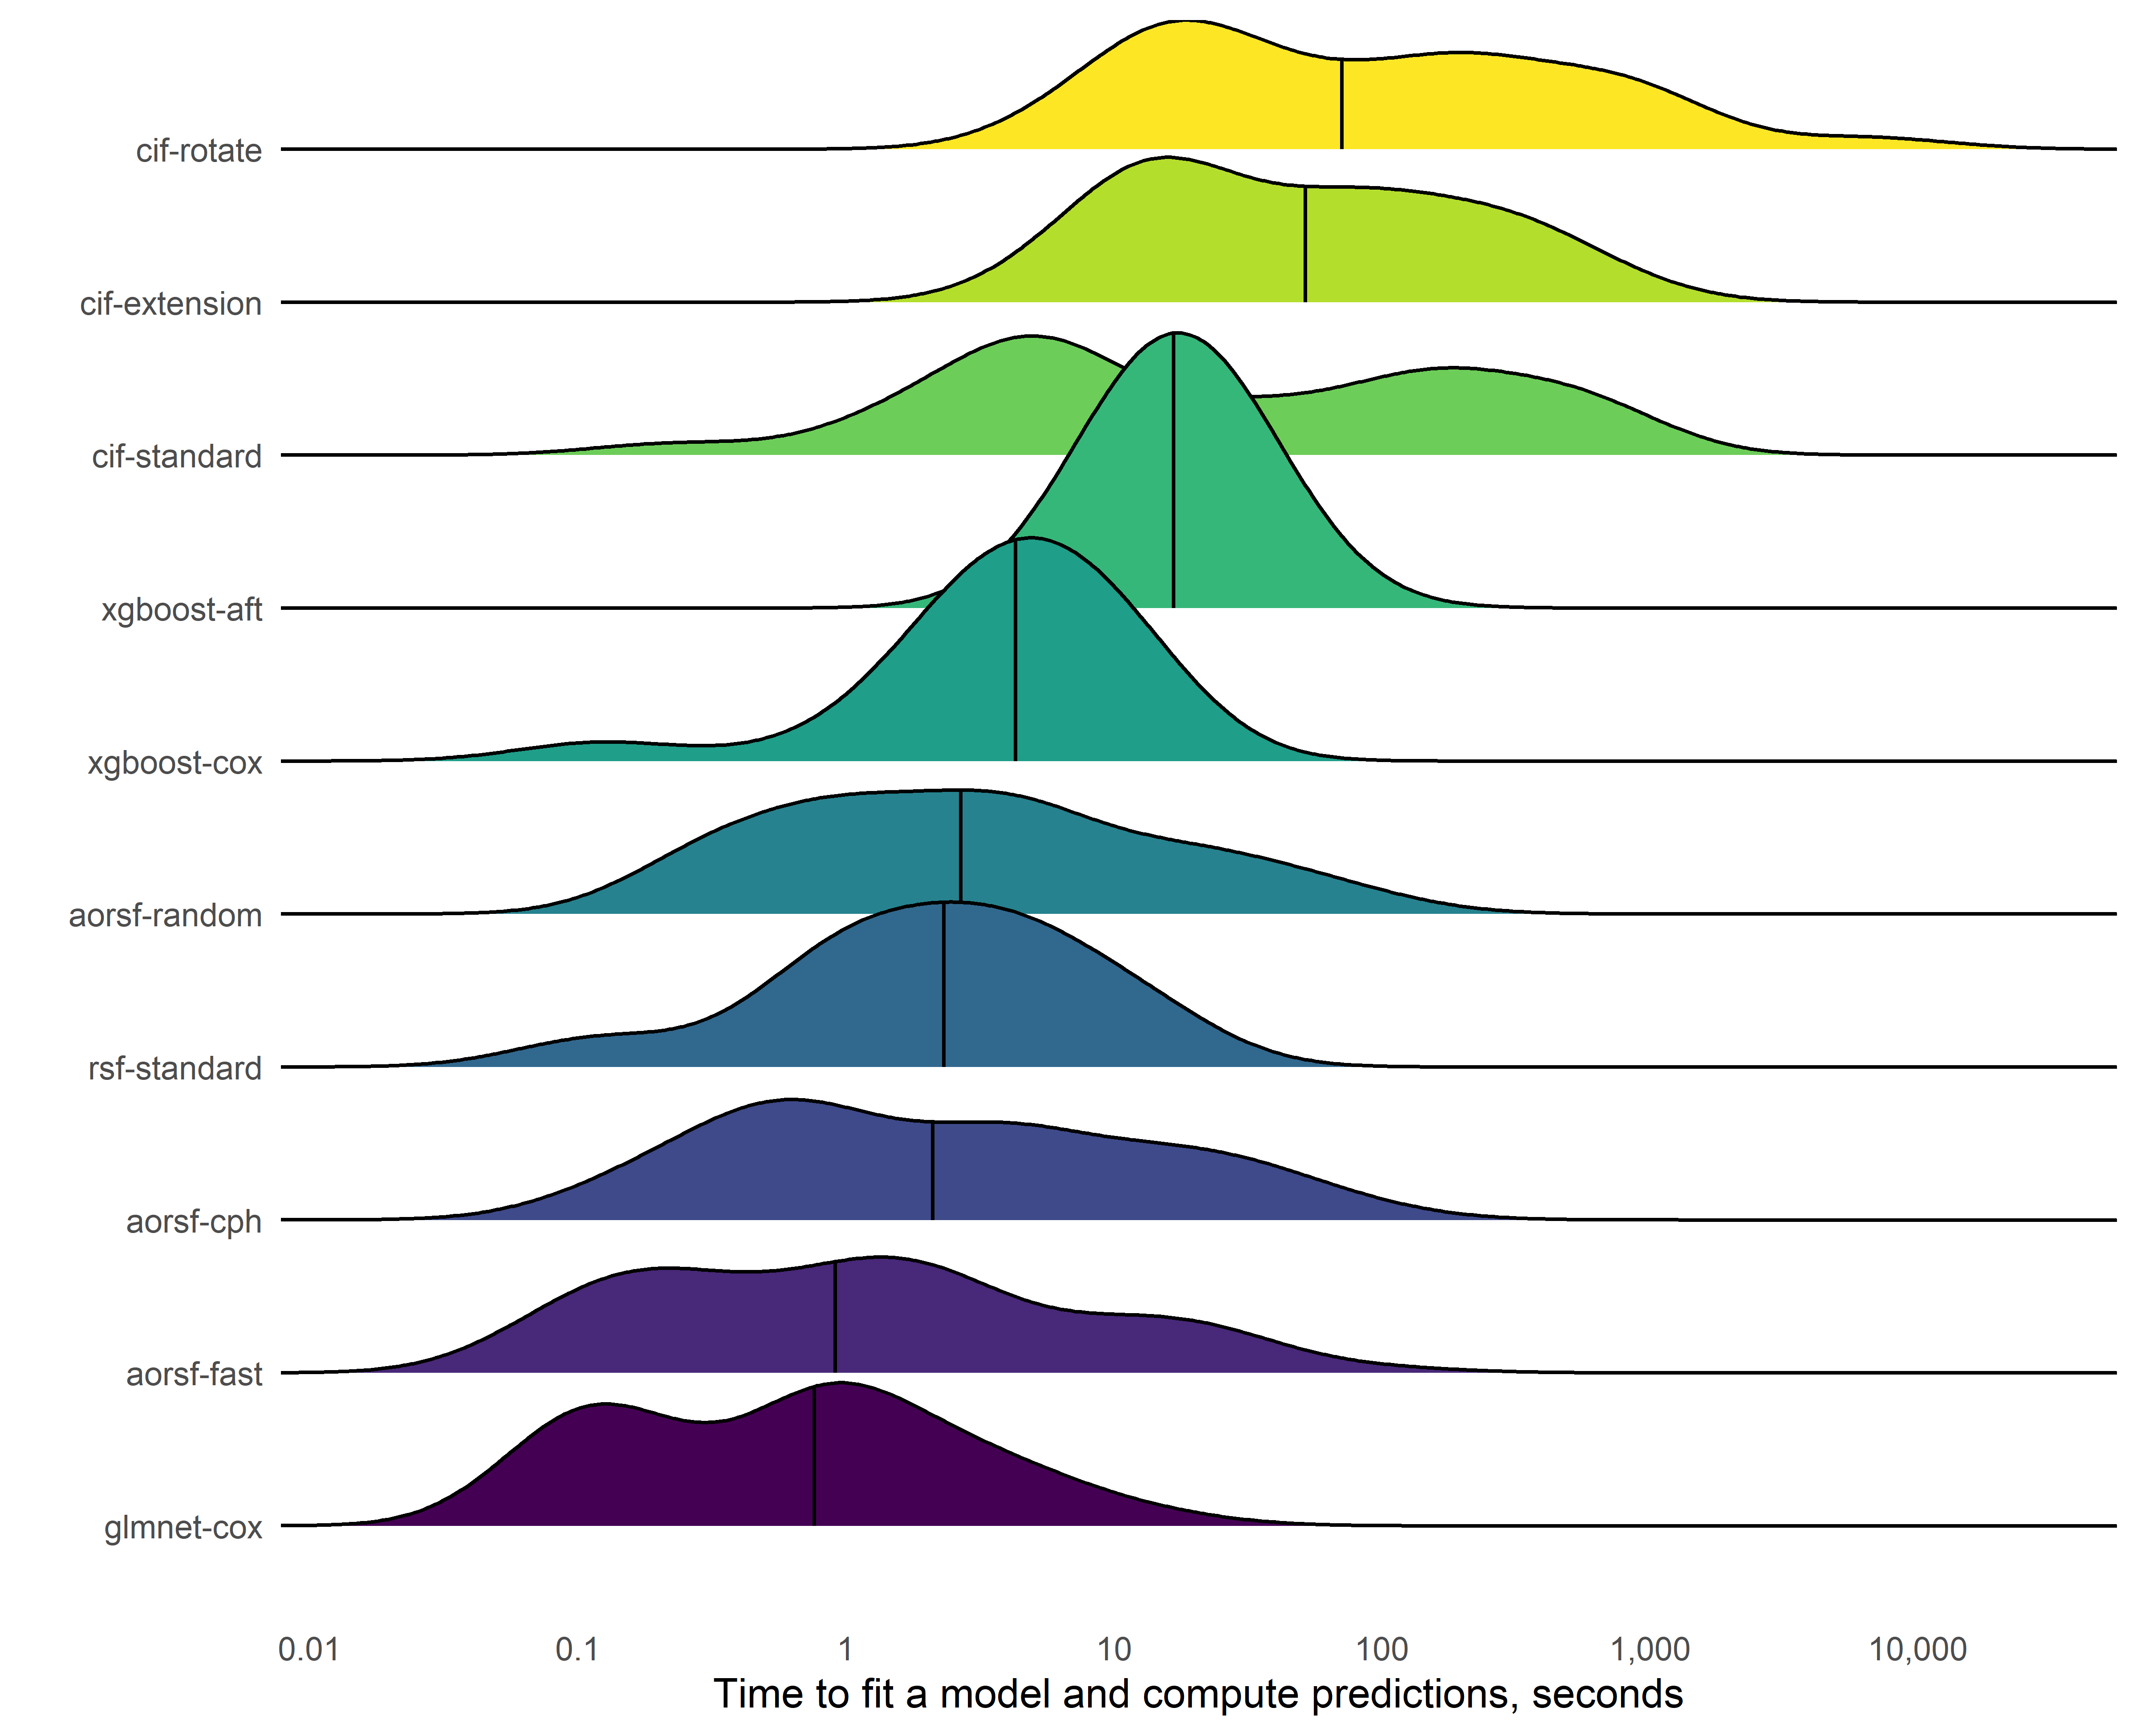 cif-rotate
cif-extension
cif-standard
xgboost-aft
xgboost-cox
aorsf-random
rsf-standard
aorsf-cph
aorsf-fast
glmnet-cox
0.01 0.1 1 10 100 1,000 10,000
Time to fit a model and compute predictions, seconds